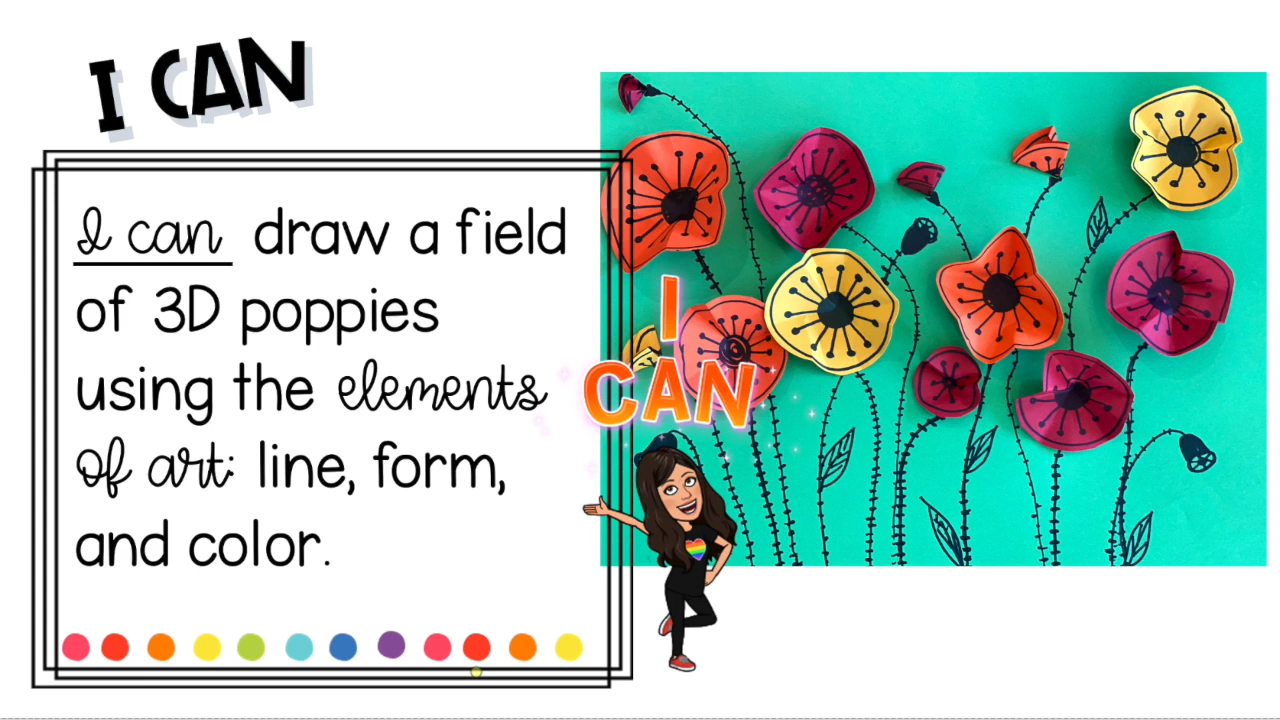 I CAN
I can draw a field
of 3D poppies
using the elements
of art: line, form,
and color.
I
CAN